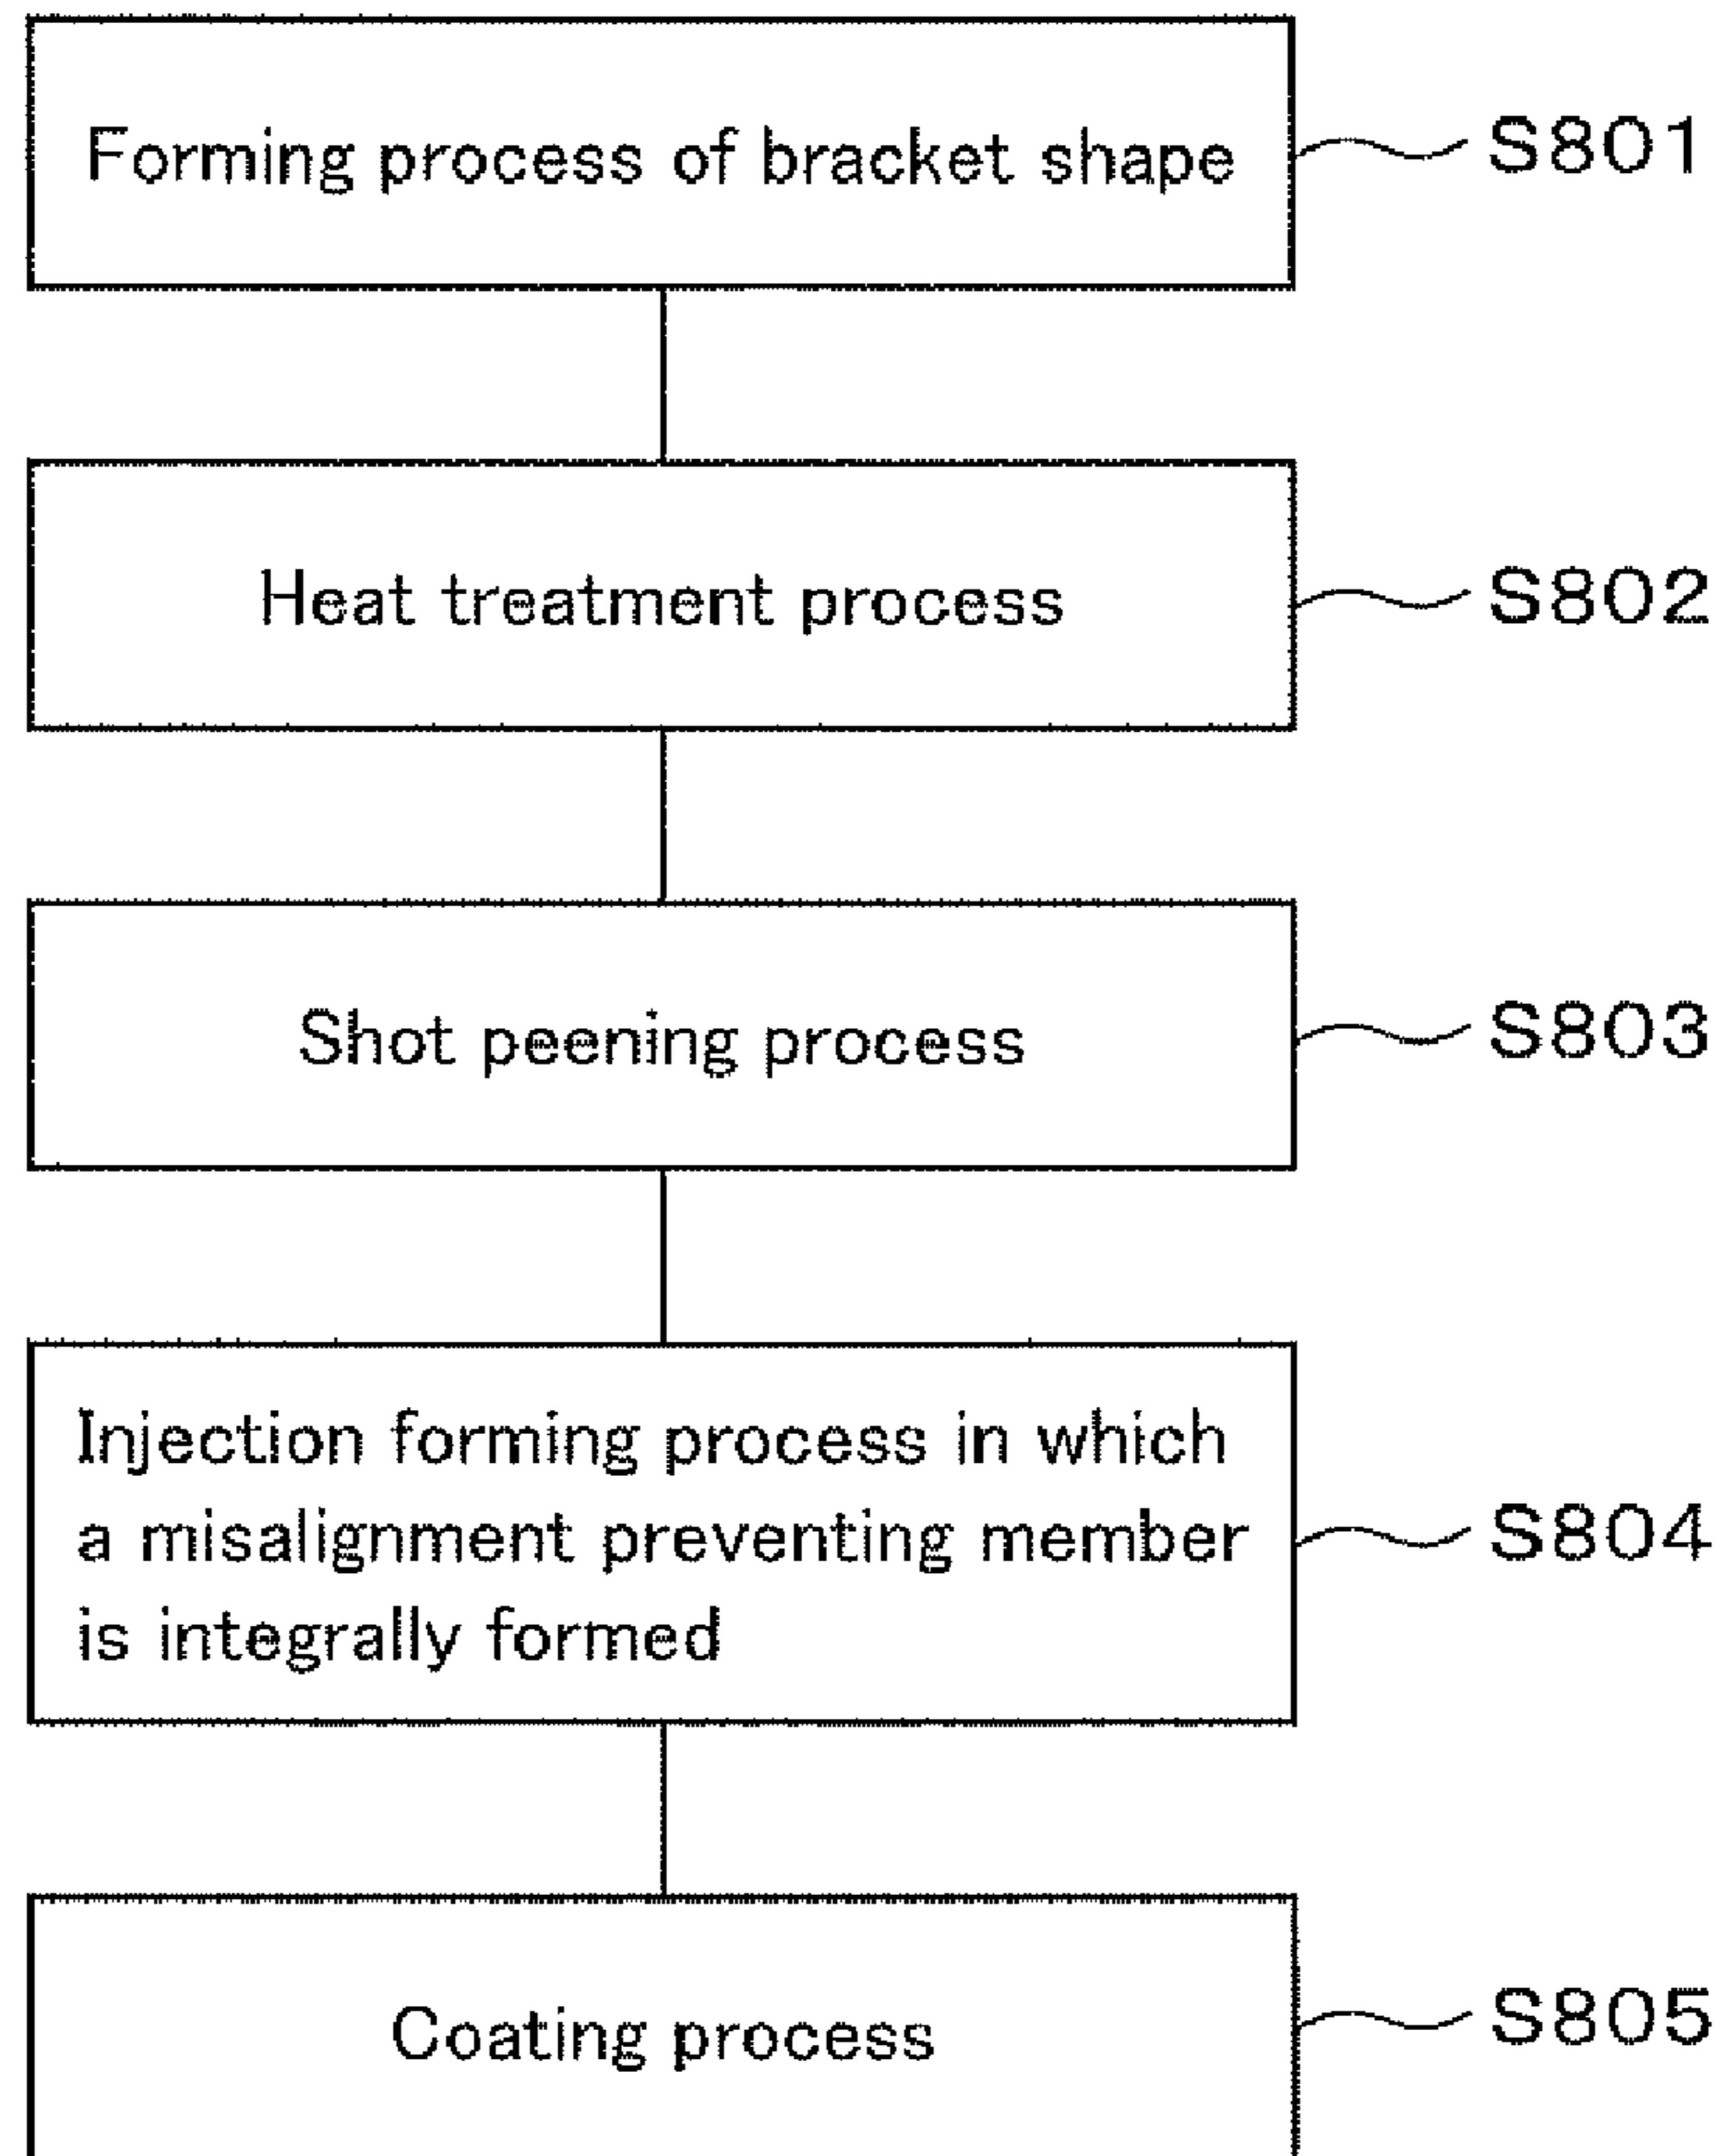 Forming process of bracket shape
S801
Heat treatment process
S802
Shot peening process
S803
Injection forming process in which
a misalignment preventing member
is integrally formed
S804
Coating process
S805